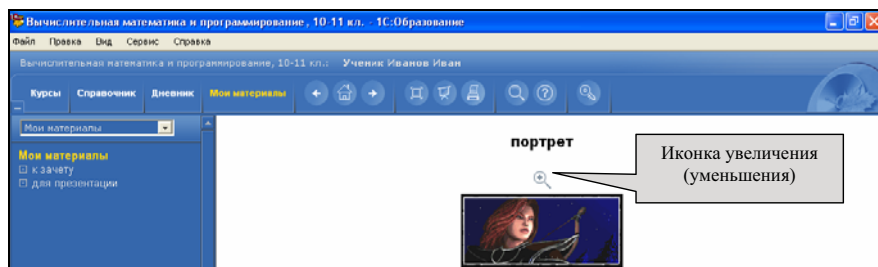 Вычислительная математика и программирование, 10-11 кл. - 1С:Образование
Файл Правка Вид Сервис Справка
Вычислительная математика и программирование, 10-11 кл.: Ученик Иванов Иван
Курсы Справочник Дневник Мои материалы
Мои материалы
Мои материалы
к зачету
для презентации
портрет
Иконка увеличения
(уменьшения)